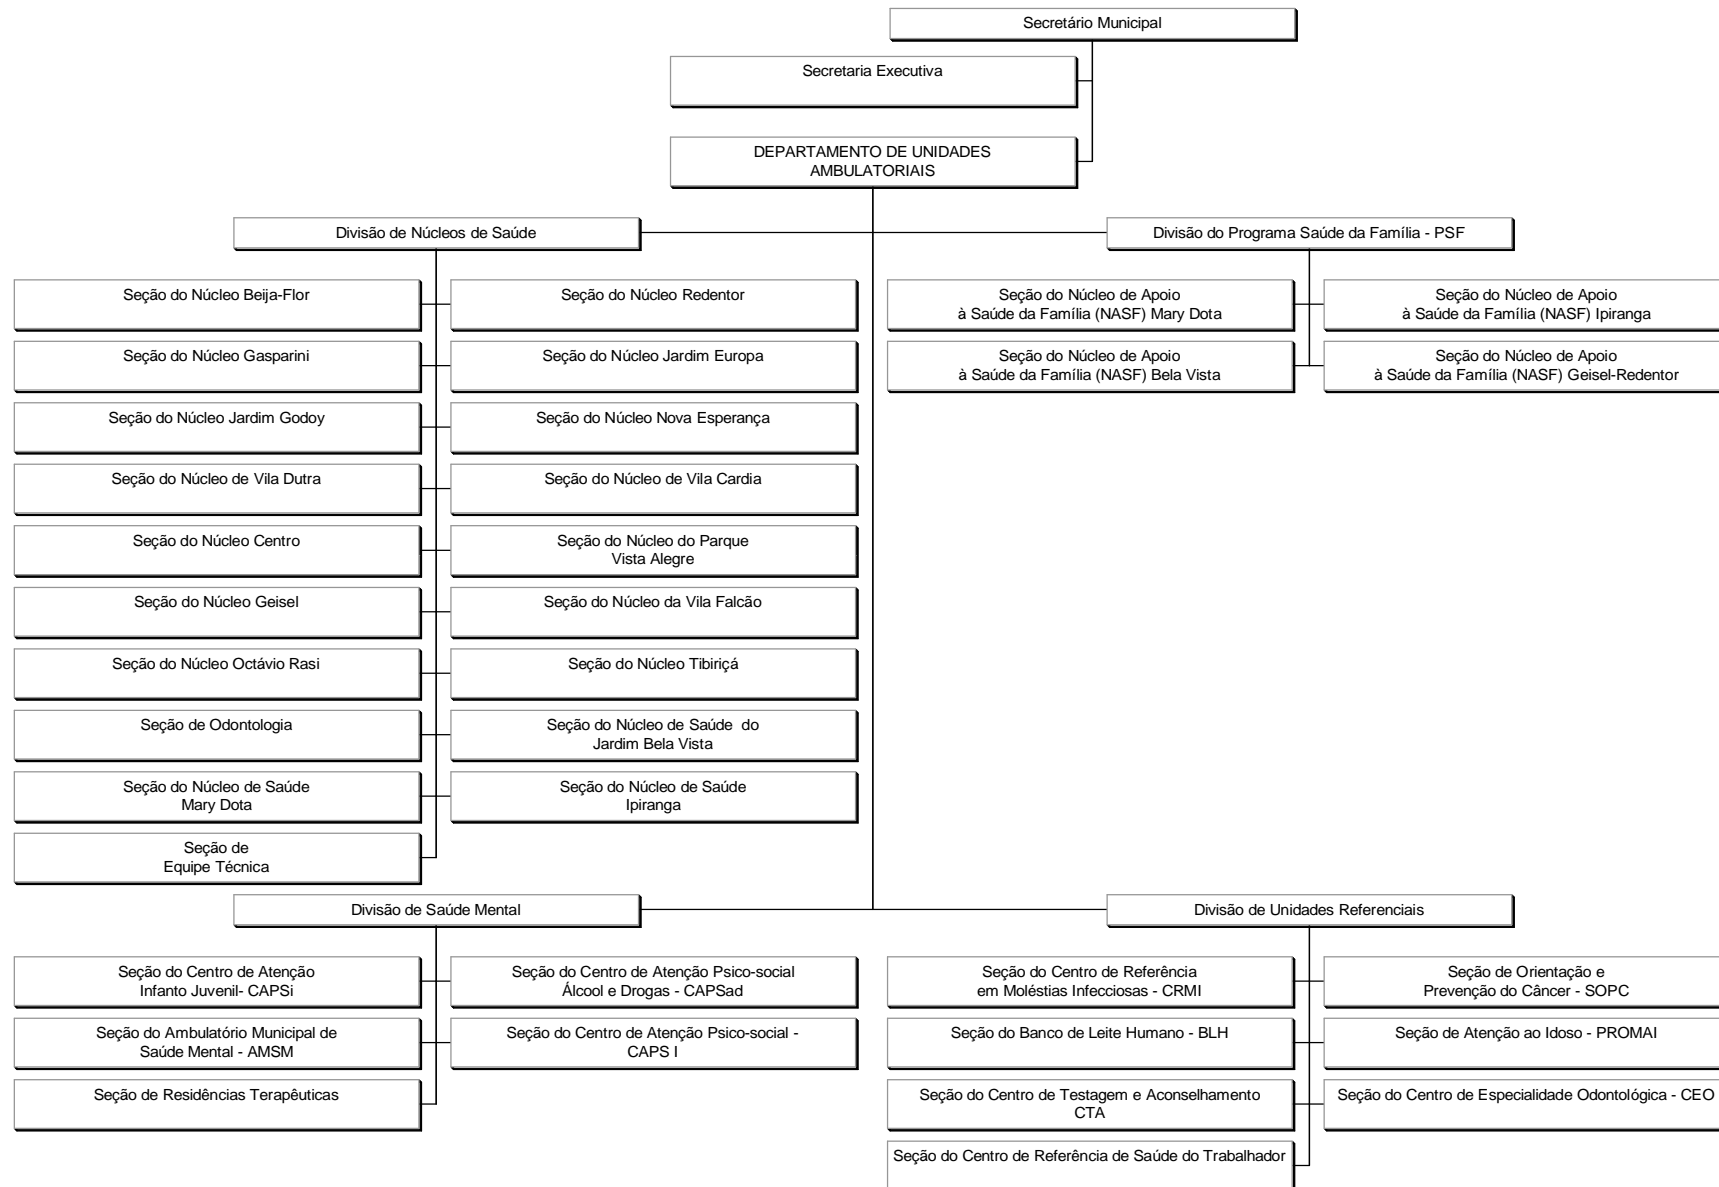 Secretário Municipal
Secretaria Executiva
DEPARTAMENTO DE UNIDADES
AMBULATORIAIS
Divisão de Núcleos de Saúde
Divisão do Programa Saúde da Família - PSF
Seção do Núcleo Beija-Flor
Seção do Núcleo Redentor
Seção do Núcleo Gasparini
Seção do Núcleo Jardim Europa
Seção do Núcleo Jardim Godoy
Seção do Núcleo Nova Esperança
Seção do Núcleo de Vila Dutra
Seção do Núcleo de Vila Cardia
Seção do Núcleo Centro
Seção do Núcleo do Parque
Vista Alegre
Seção do Núcleo Geisel
Seção do Núcleo da Vila Falcão
Seção do Núcleo Octávio Rasi
Seção do Núcleo Tibiriçá
Seção de Odontologia
Seção do Núcleo de Saúde do
Jardim Bela Vista
Seção do Núcleo de Saúde
Mary Dota
Seção do Núcleo de Saúde
Ipiranga
Seção de
Equipe Técnica
Seção do Núcleo de Apoio
à Saúde da Família (NASF) Mary Dota
Seção do Núcleo de Apoio
à Saúde da Família (NASF) Ipiranga
Seção do Núcleo de Apoio
à Saúde da Família (NASF) Bela Vista
Seção do Núcleo de Apoio
à Saúde da Família (NASF) Geisel-Redentor
Divisão de Saúde Mental
Divisão de Unidades Referenciais
Seção do Centro de Atenção
Infanto Juvenil- CAPSi
Seção do Centro de Atenção Psico-social
Álcool e Drogas - CAPSad
Seção do Ambulatório Municipal de
Saúde Mental - AMSM
Seção do Centro de Atenção Psico-social -
CAPS I
Seção de Residências Terapêuticas
Seção do Centro de Referência
em Moléstias Infecciosas - CRMI
Seção de Orientação e
Prevenção do Câncer - SOPC
Seção do Banco de Leite Humano - BLH
Seção de Atenção ao Idoso - PROMAI
Seção do Centro de Testagem e Aconselhamento
CTA
Seção do Centro de Especialidade Odontológica - CEO
Seção do Centro de Referência de Saúde do Trabalhador